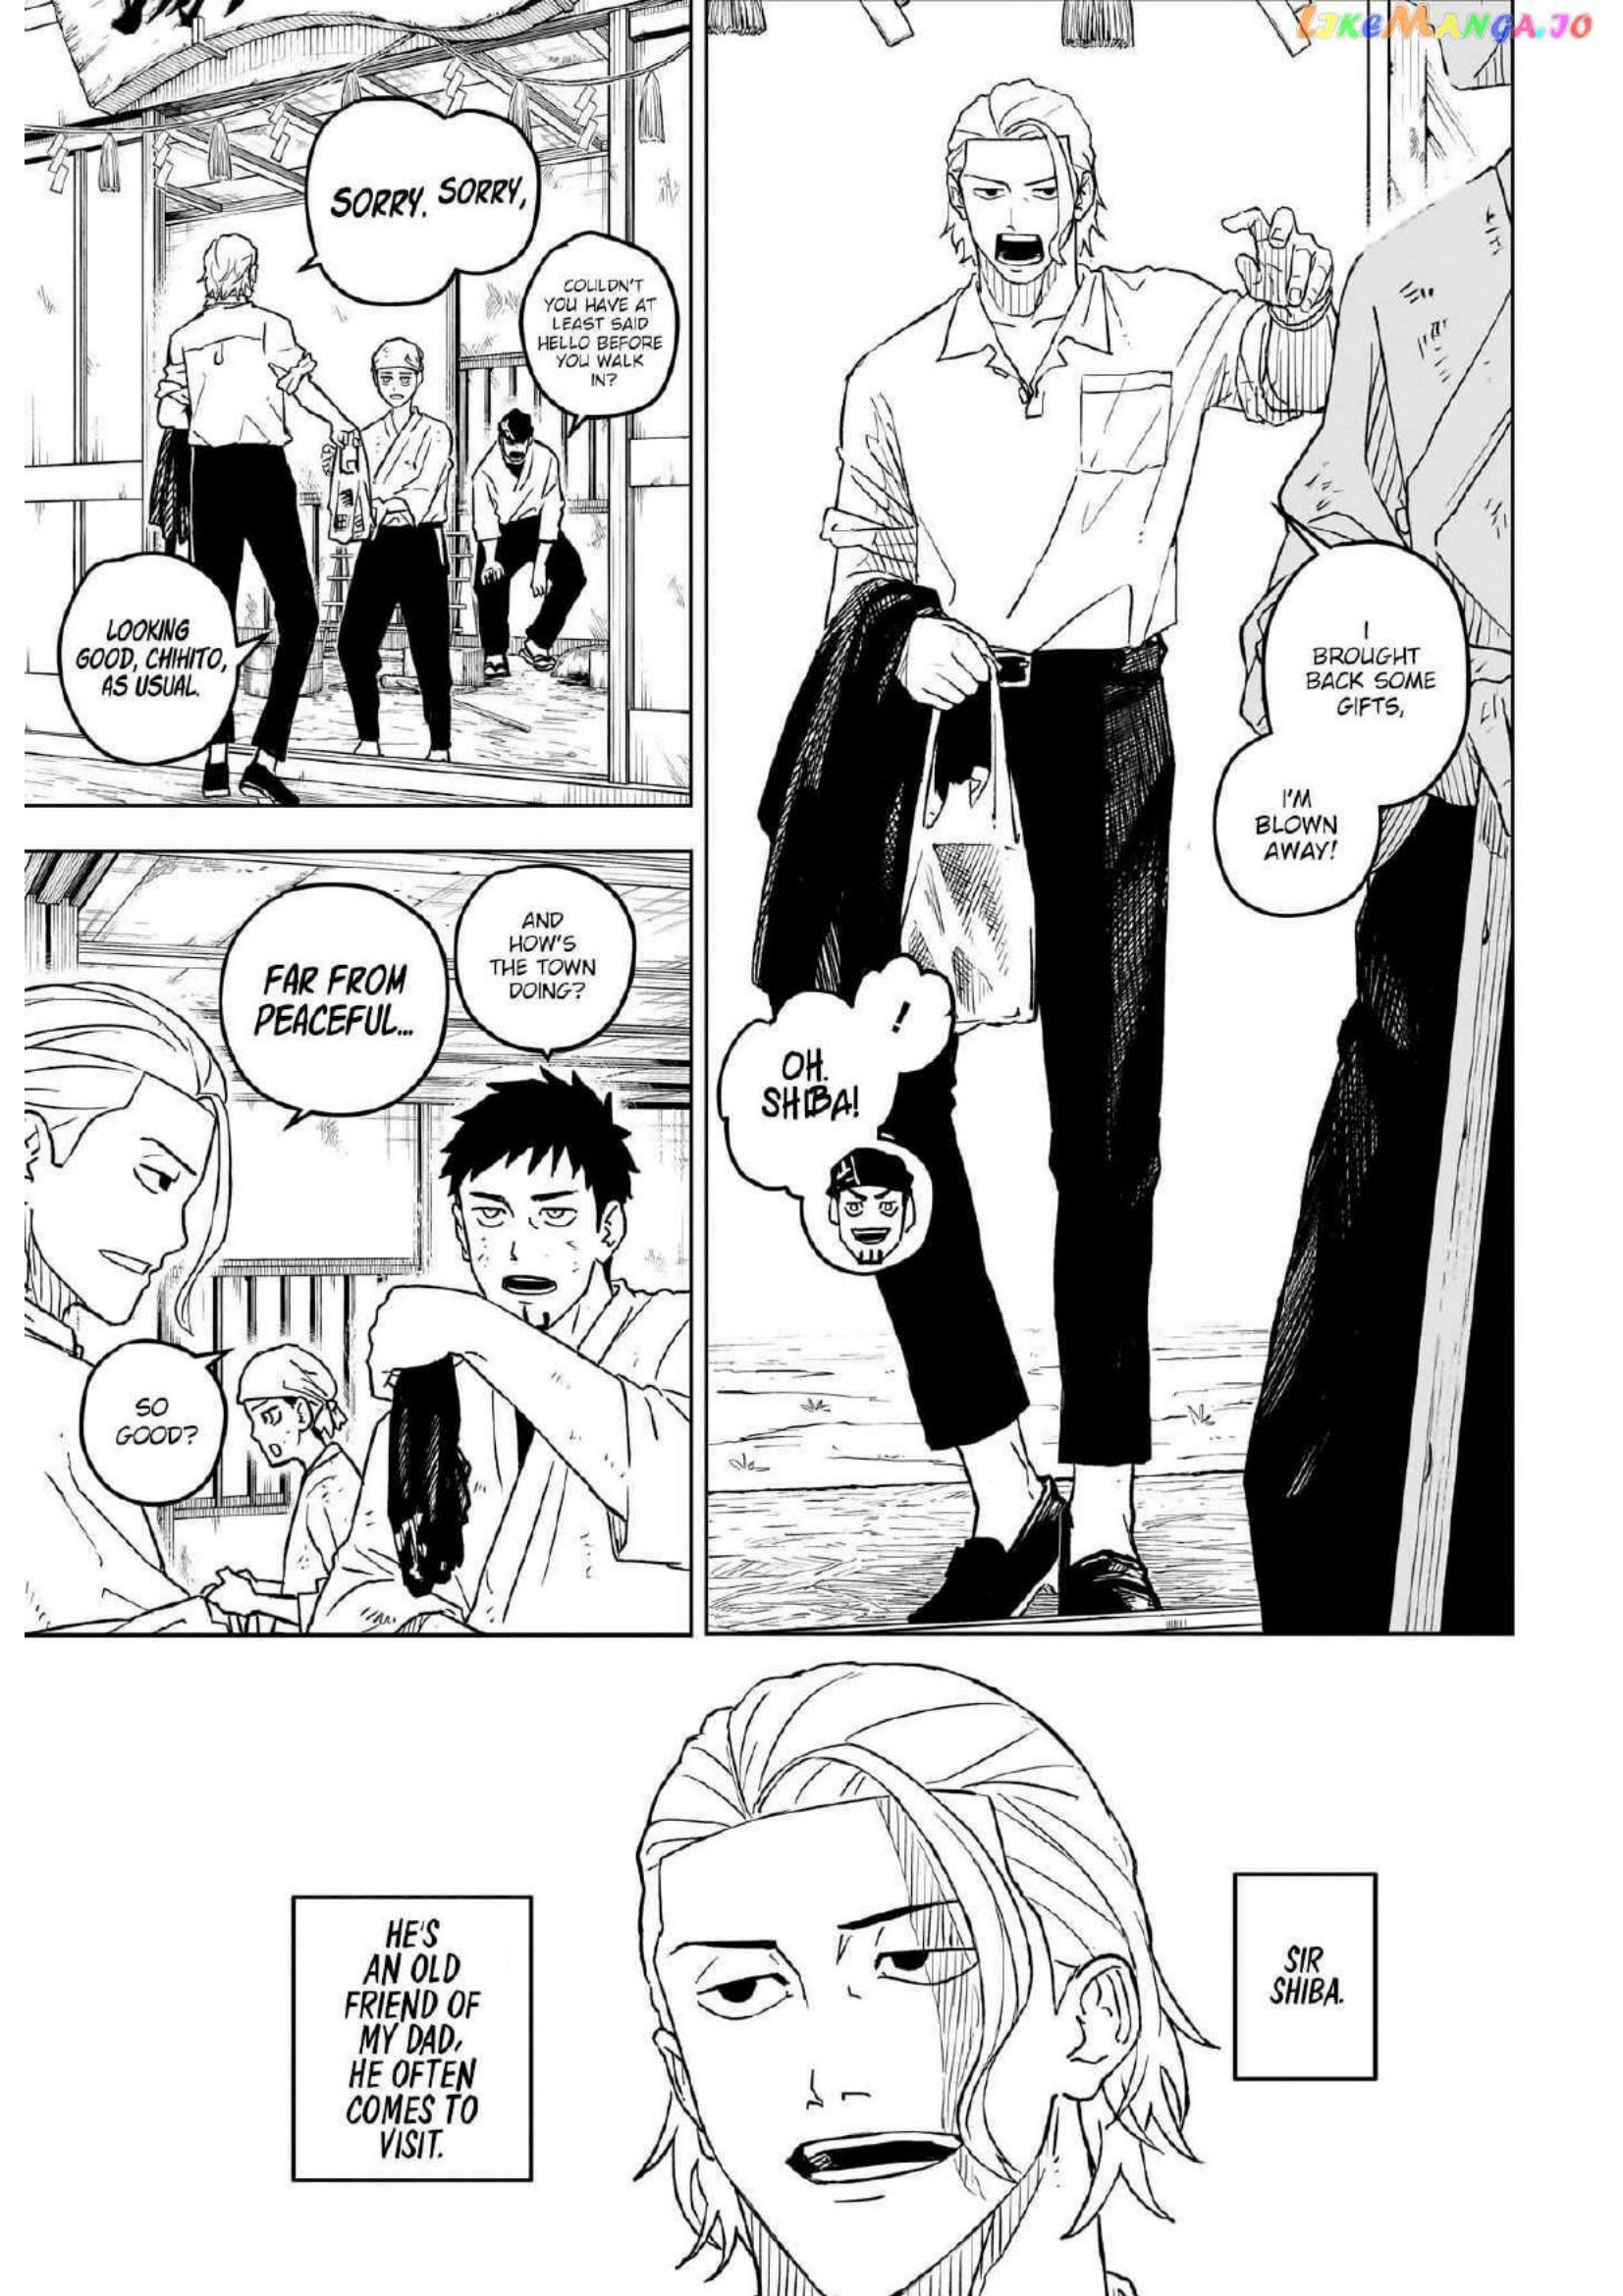 LIKEMANGA.IO
I
BROUGHT
BACK SOME
GIFTS,
I'M
BLOWN
AWAY!
!
OH.
SHIBA!
COULDN'T
YOU HAVE AT
LEAST SAID
HELLO BEFORE
YOU WALK
IN?
SORRY. SORRY,
LOOKING
GOOD, CHIHITO,
AS USUAL.
AND
HOW'S
THE TOWN
DOING?
FAR FROM
PEACEFUL...
SO
GOOD?
SIR
SHIBA.
HE'S
AN OLD
FRIEND OF
MY DAD,
HE OFTEN
COMES TO
VISIT.